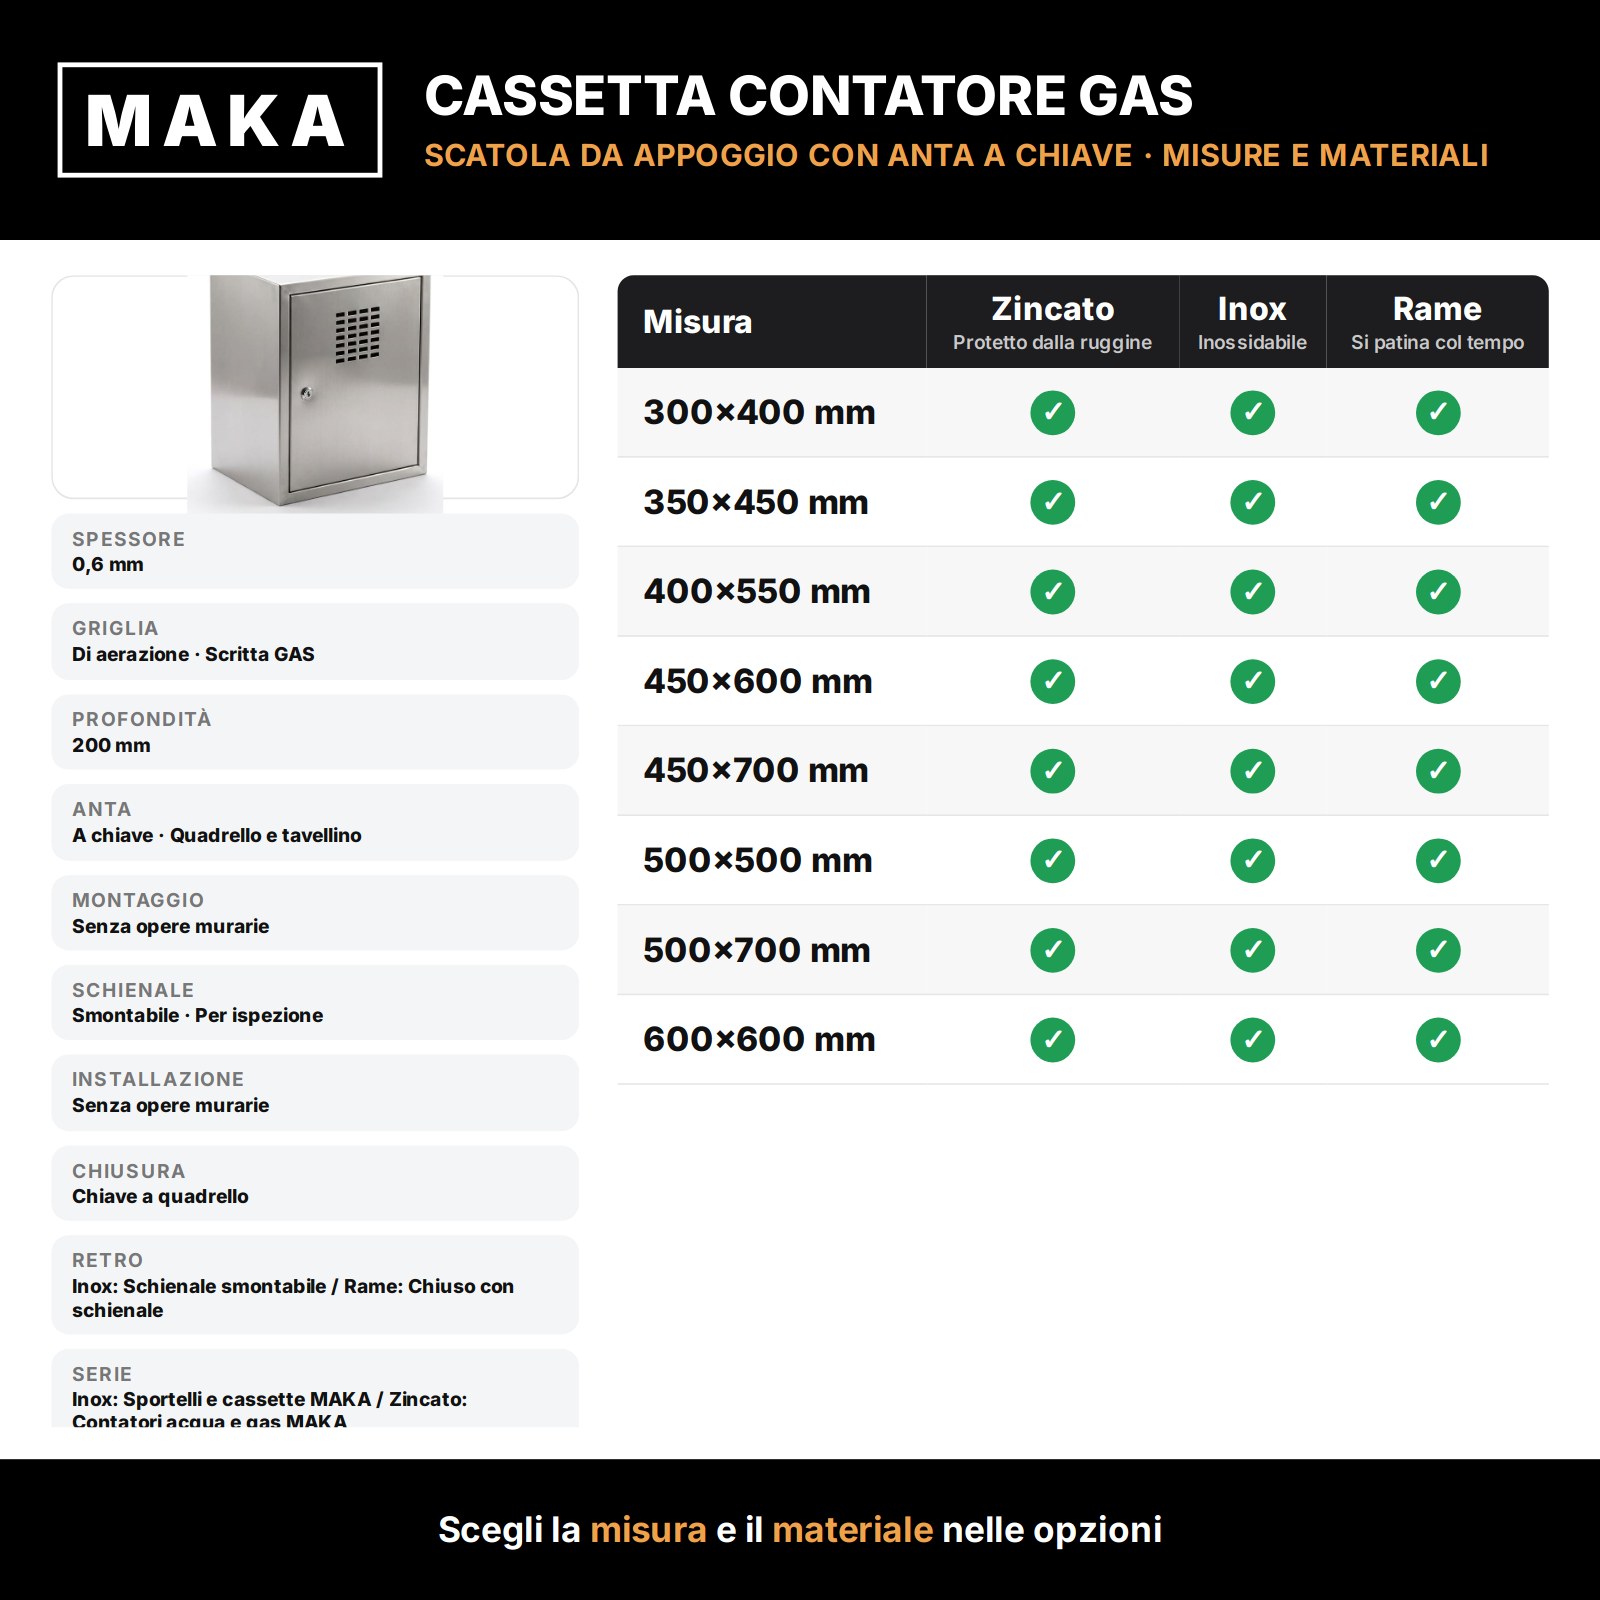 MAKA
CASSETTA CONTATORE GAS
SCATOLA DA APPOGGIO CON ANTA A CHIAVE · MISURE E MATERIALI
SPESSORE
0,6 mm
GRIGLIA
Di aerazione · Scritta GAS
PROFONDITÀ
200 mm
ANTA
A chiave · Quadrello e tavellino
MONTAGGIO
Senza opere murarie
SCHIENALE
Smontabile · Per ispezione
INSTALLAZIONE
Senza opere murarie
CHIUSURA
Chiave a quadrello
RETRO
Inox: Schienale smontabile / Rame: Chiuso con
schienale
SERIE
Inox: Sportelli e cassette MAKA / Zincato:
Contatori acqua e gas MAKA
Misura Zincato Inox Rame
Protetto dalla ruggine Inossidabile Si patina col tempo
300×400 mm ✓ ✓ ✓
350×450 mm ✓ ✓ ✓
400×550 mm ✓ ✓ ✓
450×600 mm ✓ ✓ ✓
450×700 mm ✓ ✓ ✓
500×500 mm ✓ ✓ ✓
500×700 mm ✓ ✓ ✓
600×600 mm ✓ ✓ ✓
Scegli la misura e il materiale nelle opzioni